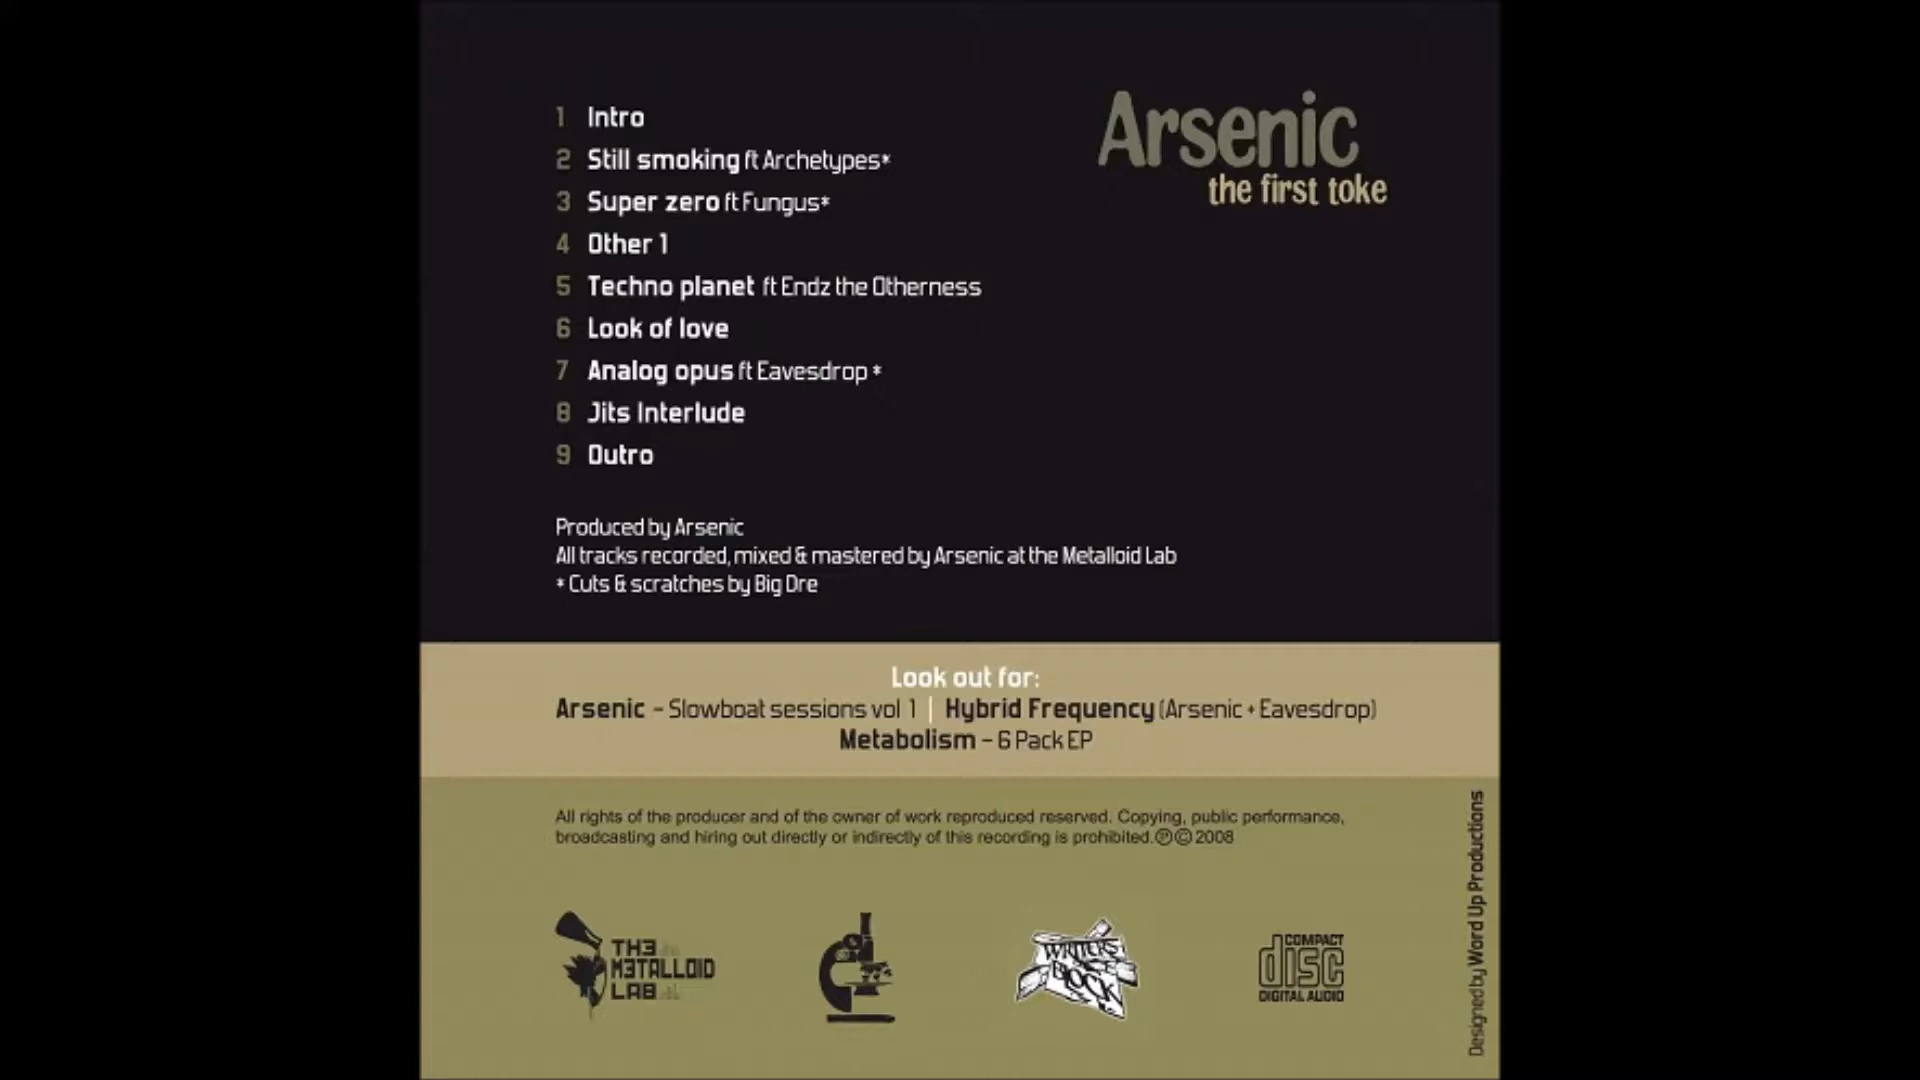 1 Intro
2 Still smoking ft Archetypes*
3 Super zero ft Fungus*
4 Other 1
5 Techno planet ft Endz the Otherness
6 Look of love
7 Analog opus ft Eavesdrop *
8 Jits Interlude
9 Outro
Arsenic
the first toke
Produced by Arsenic
All tracks recorded, mixed & mastered by Arsenic at the Metalloid Lab
* Cuts & scratches by Big Dre
Look out for:
Arsenic - Slowboat sessions vol 1 | Hybrid Frequency (Arsenic + Eavesdrop)
Metabolism - 6 Pack EP
All rights of the producer and of the owner of work reproduced reserved. Copying, public performance,
broadcasting and hiring out directly or indirectly of this recording is prohibited. ℗ © 2008
TH3
M3TALLOID
LAB
WRITERS
BLOCK
COMPACT
disc
DIGITAL AUDIO
Designed by Word Up Productions